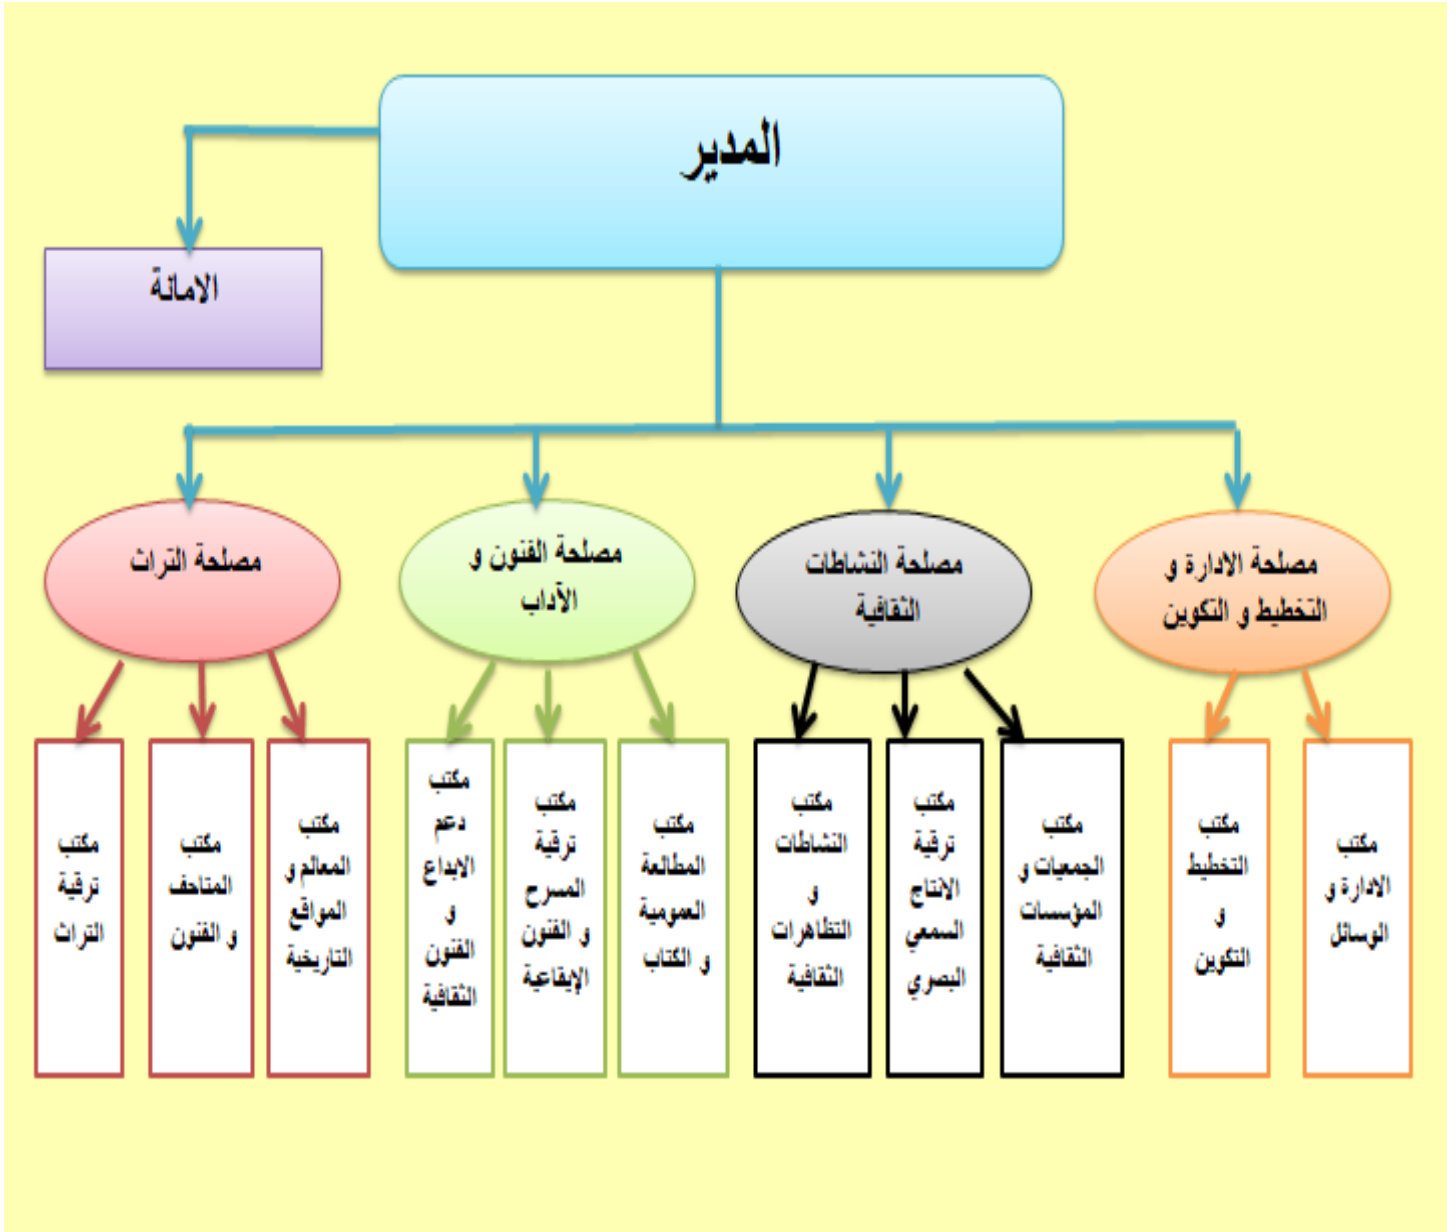 المدير
الامانة
مصلحة الادارة و
التخطيط و التكوين
مصلحة النشاطات
الثقافية
مصلحة الفنون و
الآداب
مصلحة التراث
مكتب
الادارة و
الوسائل
مكتب
التخطيط
و
التكوين
مكتب
الجمعيات و
المؤسسات
الثقافية
مكتب
ترقية
الانتاج
السمعي
البصري
مكتب
النشاطات
و
التظاهرات
الثقافية
مكتب
المطالعة
العمومية
و الكتاب
مكتب
ترقية
المسرح
و الفنون
الإيقاعية
مكتب
دعم
الابداع
و
الفنون
الثقافية
مكتب
المعالم و
المواقع
التاريخية
مكتب
المتاحف
و الفنون
مكتب
ترقية
التراث